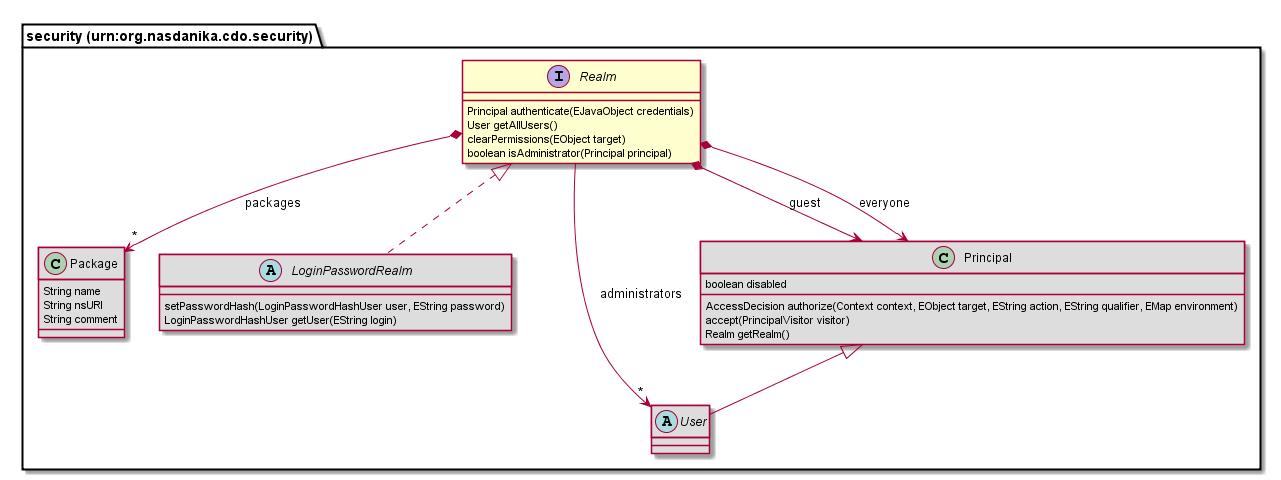 security (urn:org.nasdanika.cdo.security)
I Realm
Principal authenticate(EJavaObject credentials)
User getAllUsers()
clearPermissions(EObject target)
boolean isAdministrator(Principal principal)
packages
guest
everyone
*
C Package
String name
String nsURI
String comment
A LoginPasswordRealm
setPasswordHash(LoginPasswordHashUser user, EString password)
LoginPasswordHashUser getUser(EString login)
administrators
C Principal
boolean disabled
AccessDecision authorize(Context context, EObject target, EString action, EString qualifier, EMap environment)
accept(PrincipalVisitor visitor)
Realm getRealm()
*
A User